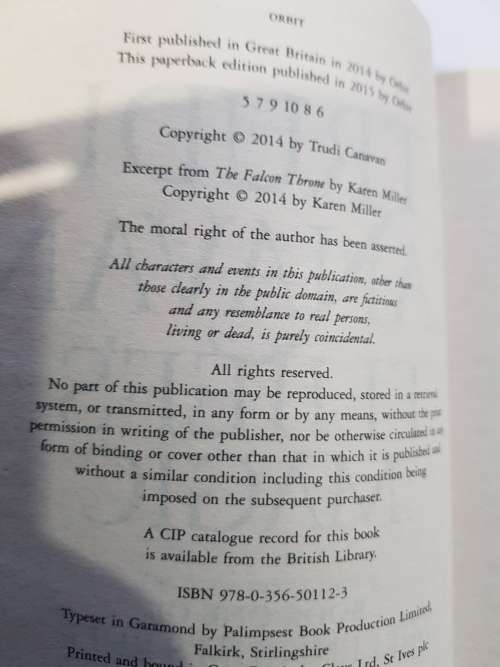 ORBIT
First published in Great Britain in 2014 by Orbit
This paperback edition published in 2015 by Orbit
5 7 9 10 8 6
Copyright © 2014 by Trudi Canavan
Excerpt from The Falcon Throne by Karen Miller
Copyright © 2014 by Karen Miller
The moral right of the author has been asserted.
All characters and events in this publication, other than
those clearly in the public domain, are fictitious
and any resemblance to real persons,
living or dead, is purely coincidental.
All rights reserved.
No part of this publication may be reproduced, stored in a retrieval
system, or transmitted, in any form or by any means, without the prior
permission in writing of the publisher, nor be otherwise circulated in any
form of binding or cover other than that in which it is published and
without a similar condition including this condition being
imposed on the subsequent purchaser.
A CIP catalogue record for this book
is available from the British Library.
ISBN 978-0-356-50112-3
Typeset in Garamond by Palimpsest Book Production Limited,
Falkirk, Stirlingshire
Printed and bound Ltd, St Ives plc